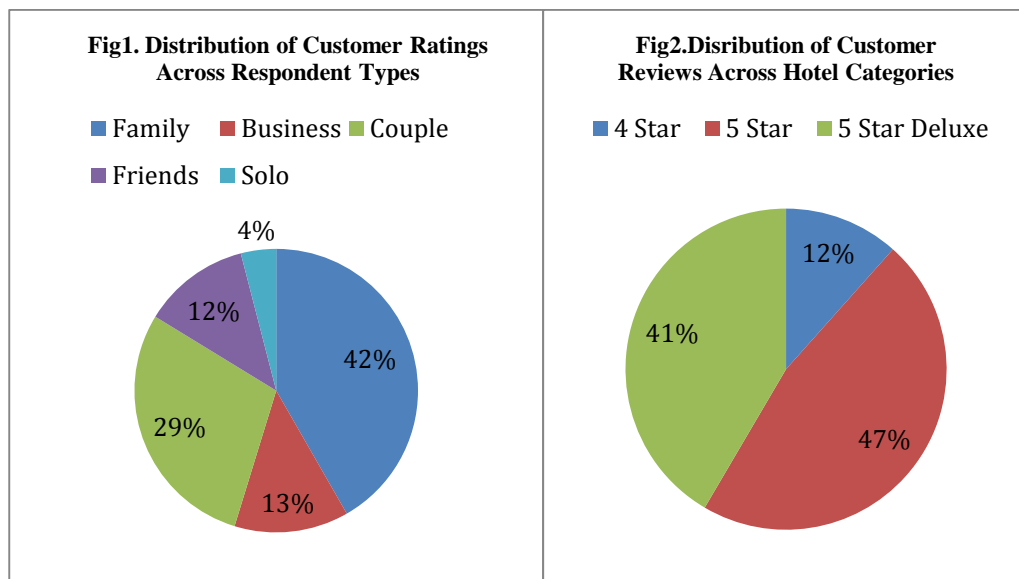 Fig1. Distribution of Customer Ratings
Across Respondent Types
Family Business Couple
Friends Solo
4%
12%
42%
29%
13%
Fig2.Disribution of Customer
Reviews Across Hotel Categories
4 Star 5 Star 5 Star Deluxe
12%
41%
47%